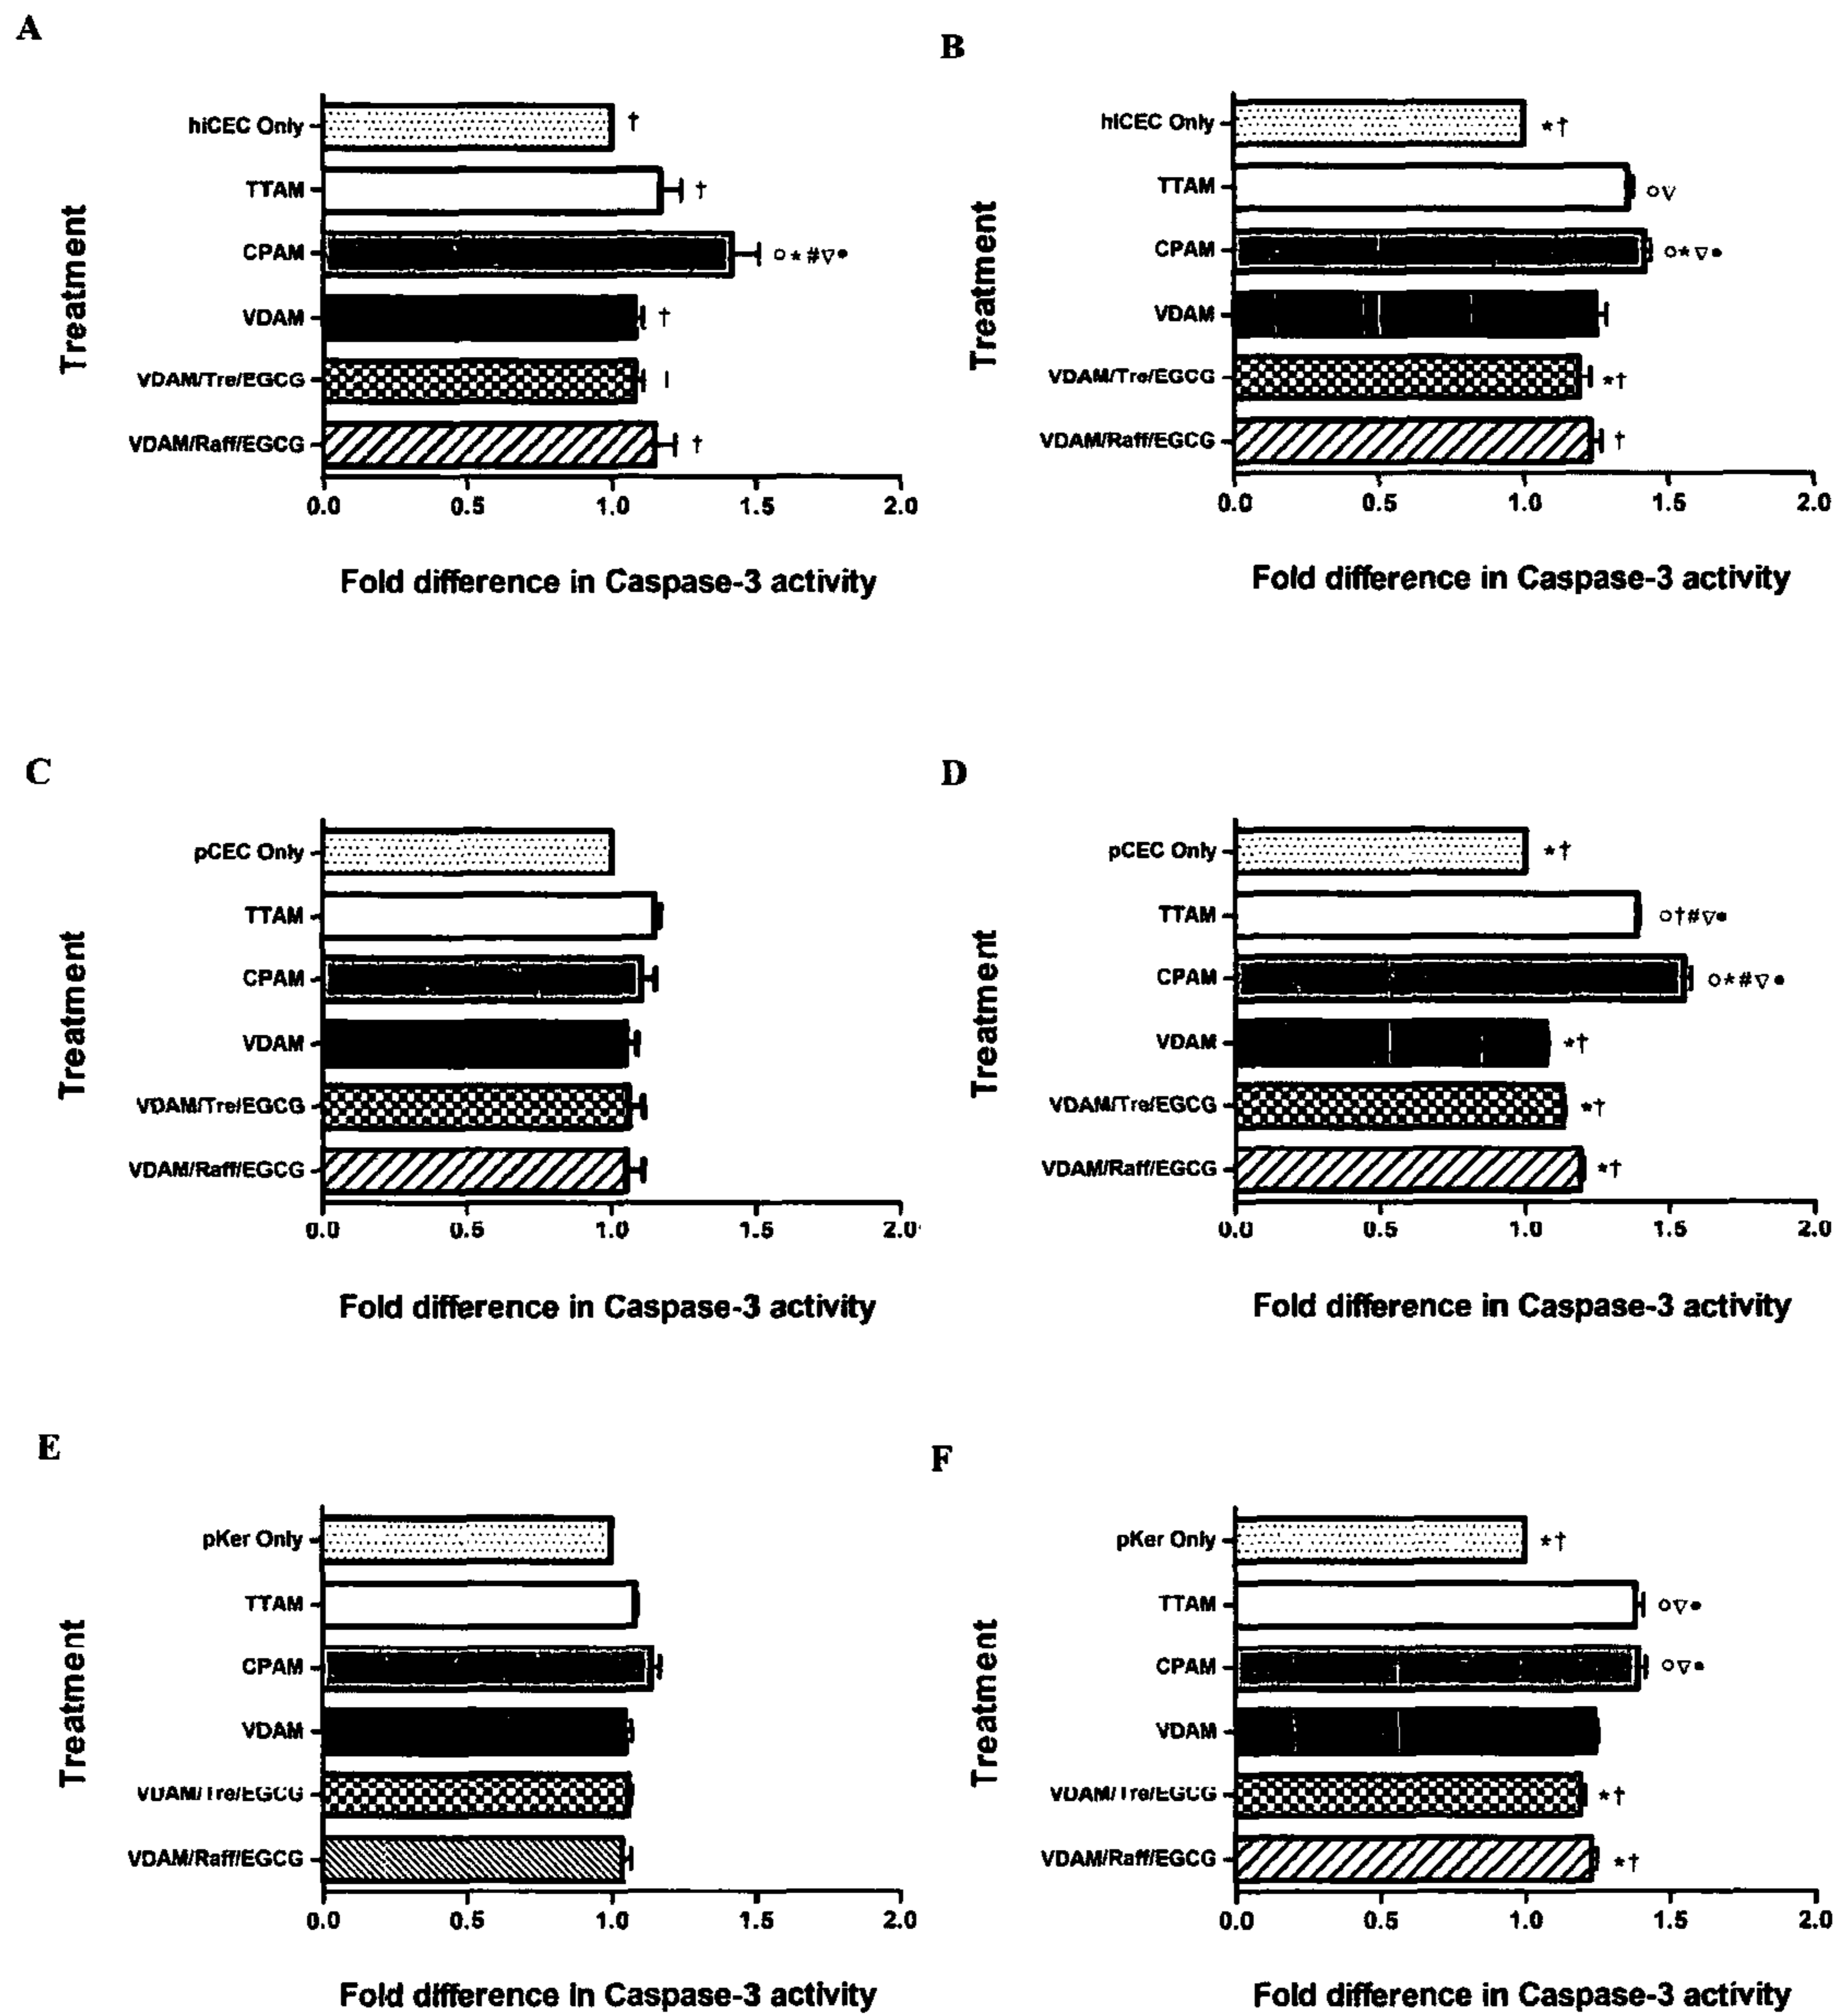 A
Treatment
hiCEC Only †
TTAM †
CPAM ○*#▽●
VDAM †
VDAM/Tre/EGCG
VDAM/Raff/EGCG †
0.0 0.5 1.0 1.5 2.0
Fold difference in Caspase-3 activity
B
Treatment
hiCEC Only *†
TTAM ○▽
CPAM ○*▽●
VDAM
VDAM/Tre/EGCG *†
VDAM/Raff/EGCG †
0.0 0.5 1.0 1.5 2.0
Fold difference in Caspase-3 activity
C
Treatment
pCEC Only
TTAM
CPAM
VDAM
VDAM/Tre/EGCG
VDAM/Raff/EGCG
0.0 0.5 1.0 1.5 2.0
Fold difference in Caspase-3 activity
D
Treatment
pCEC Only *†
TTAM ○†#▽●
CPAM ○*#▽●
VDAM *†
VDAM/Tre/EGCG *†
VDAM/Raff/EGCG *†
0.0 0.5 1.0 1.5 2.0
Fold difference in Caspase-3 activity
E
Treatment
pKer Only
TTAM
CPAM
VDAM
VDAM/Tre/EGCG
VDAM/Raff/EGCG
0.0 0.5 1.0 1.5 2.0
Fold difference in Caspase-3 activity
F
Treatment
pKer Only *†
TTAM ○▽●
CPAM ○▽●
VDAM
VDAM/Tre/EGCG *†
VDAM/Raff/EGCG *†
0.0 0.5 1.0 1.5 2.0
Fold difference in Caspase-3 activity